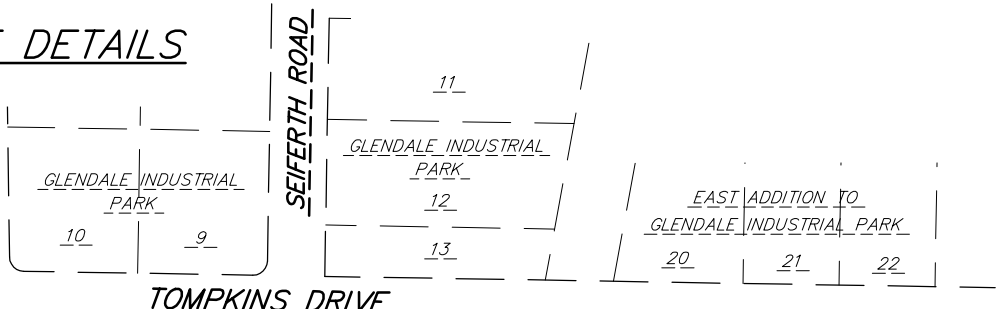 DETAILS
SEIFERTH ROAD
11
GLENDALE INDUSTRIAL
PARK
12
13
GLENDALE INDUSTRIAL
PARK
10
9
EAST ADDITION TO
GLENDALE INDUSTRIAL PARK
20
21
22
TOMPKINS DRIVE